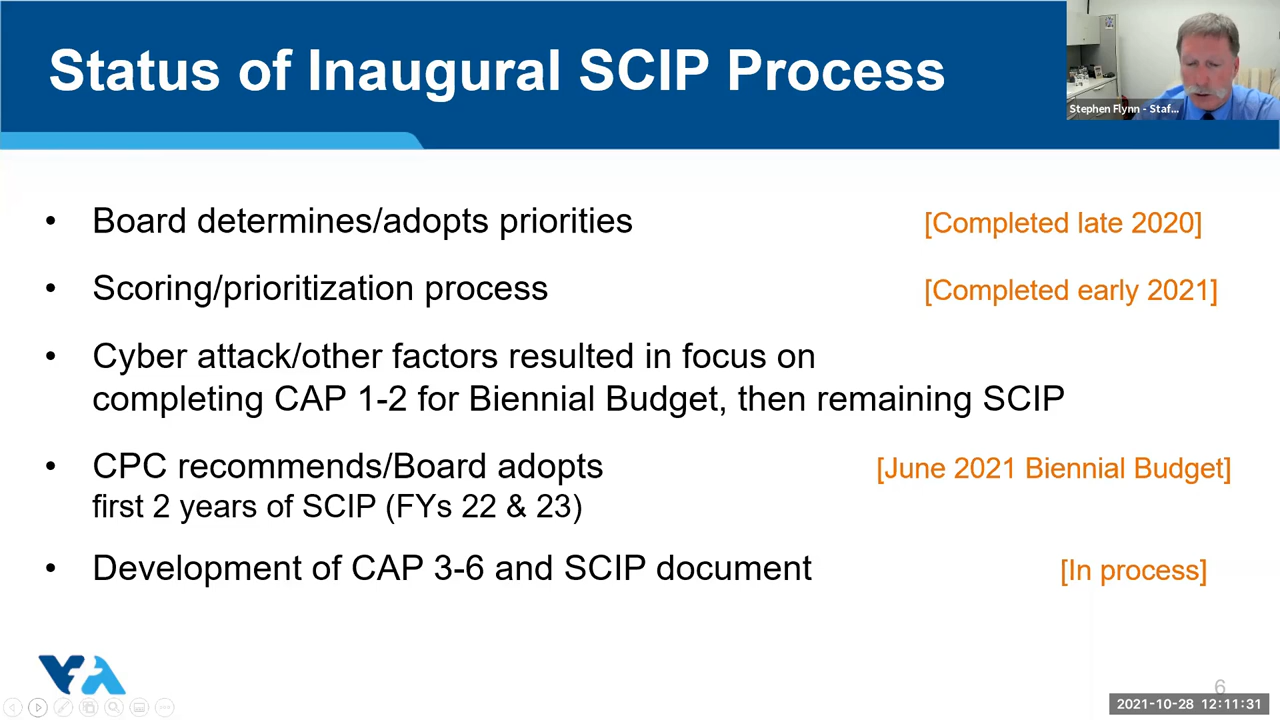 Status of Inaugural SCIP Process
Stephen Flynn - Staf...
• Board determines/adopts priorities [Completed late 2020]
• Scoring/prioritization process [Completed early 2021]
• Cyber attack/other factors resulted in focus on
completing CAP 1-2 for Biennial Budget, then remaining SCIP
• CPC recommends/Board adopts [June 2021 Biennial Budget]
first 2 years of SCIP (FYs 22 & 23)
• Development of CAP 3-6 and SCIP document [In process]
VTA
6
2021-10-28 12:11:31